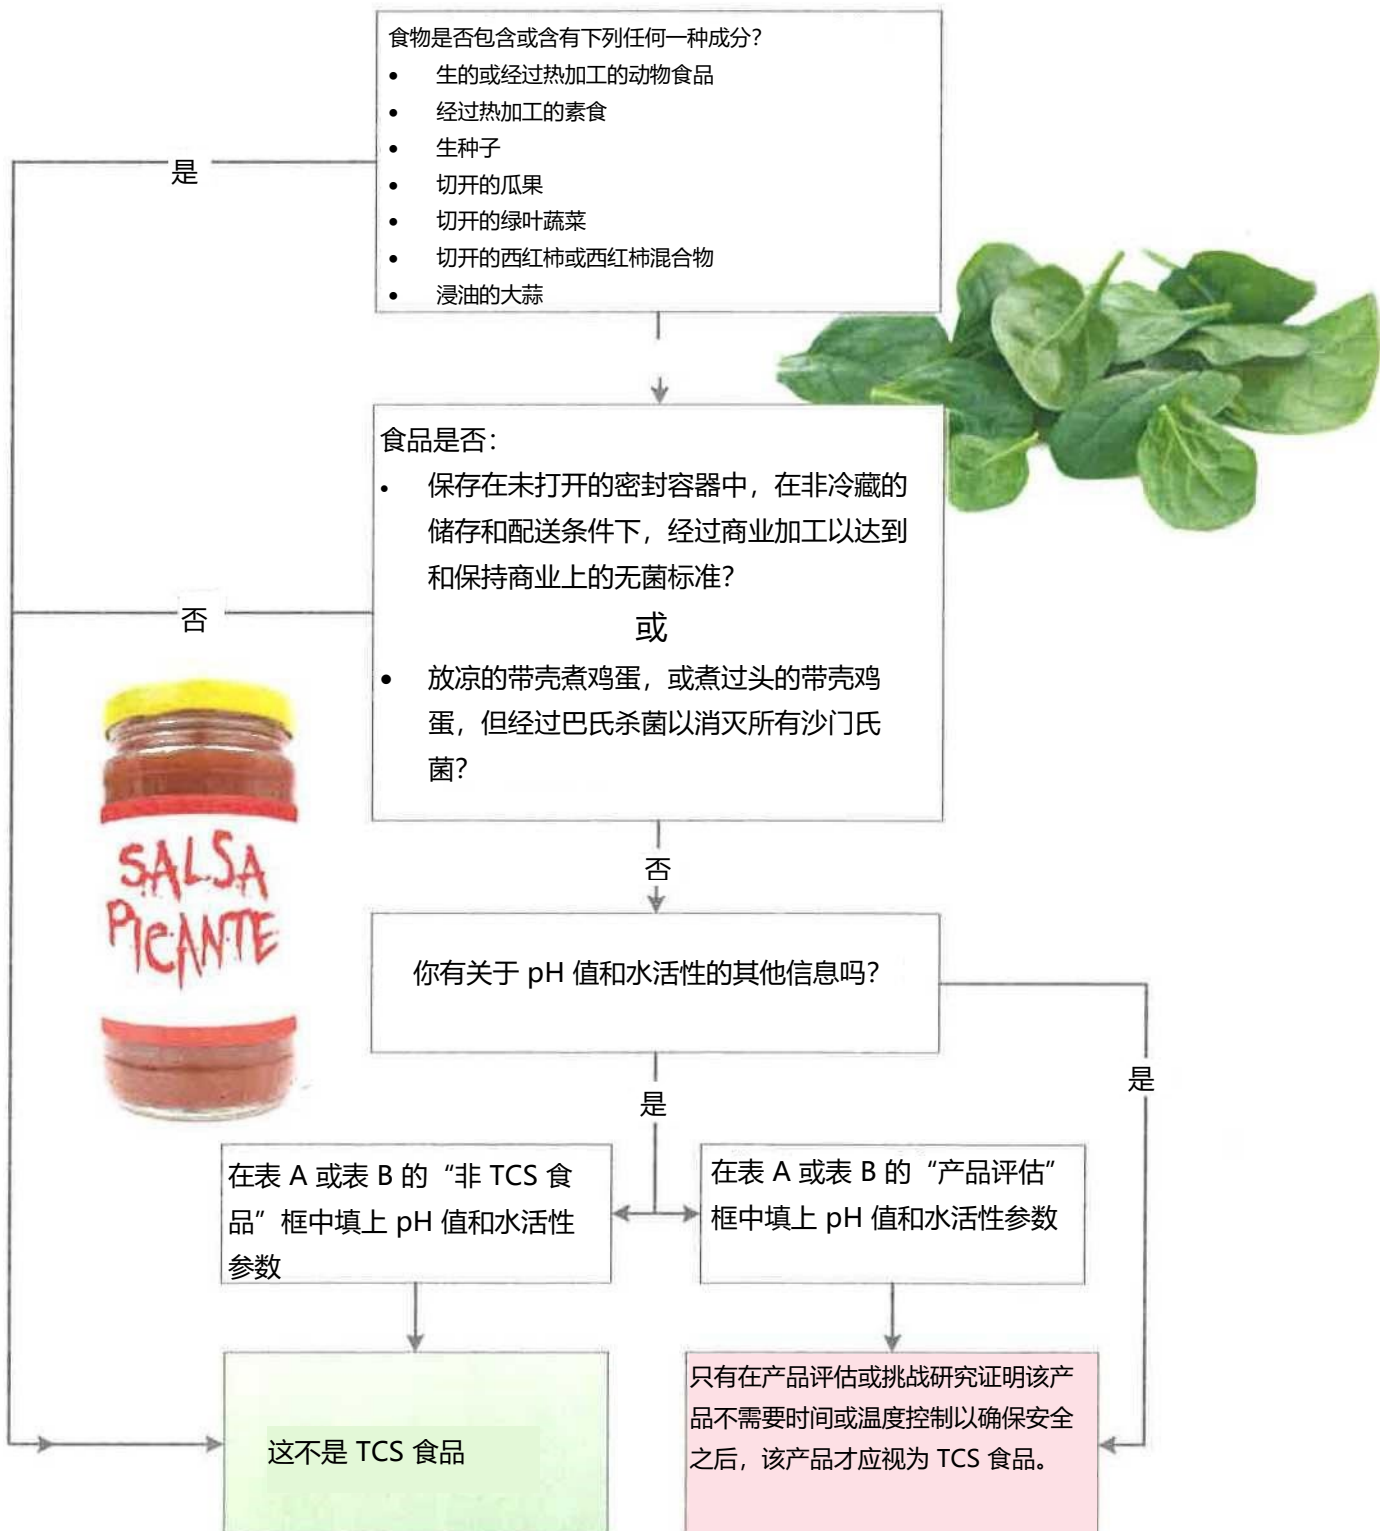 食物是否包含或含有下列任何一种成分？
• 生的或经过热加工的动物食品
• 经过热加工的素食
• 生种子
• 切开的瓜果
• 切开的绿叶蔬菜
• 切开的西红柿或西红柿混合物
• 浸油的大蒜
是
食品是否：
• 保存在未打开的密封容器中，在非冷藏的
储存和配送条件下，经过商业加工以达到
和保持商业上的无菌标准？
或
• 放凉的带壳煮鸡蛋，或煮过头的带壳鸡
蛋，但经过巴氏杀菌以消灭所有沙门氏
菌？
否
SALSA
PICANTE
否
你有关于 pH 值和水活性的其他信息吗？
是
是
在表 A 或表 B 的“非 TCS 食
品”框中填上 pH 值和水活性
参数
在表 A 或表 B 的“产品评估”
框中填上 pH 值和水活性参数
这不是 TCS 食品
只有在产品评估或挑战研究证明该产
品不需要时间或温度控制以确保安全
之后，该产品才应视为 TCS 食品。